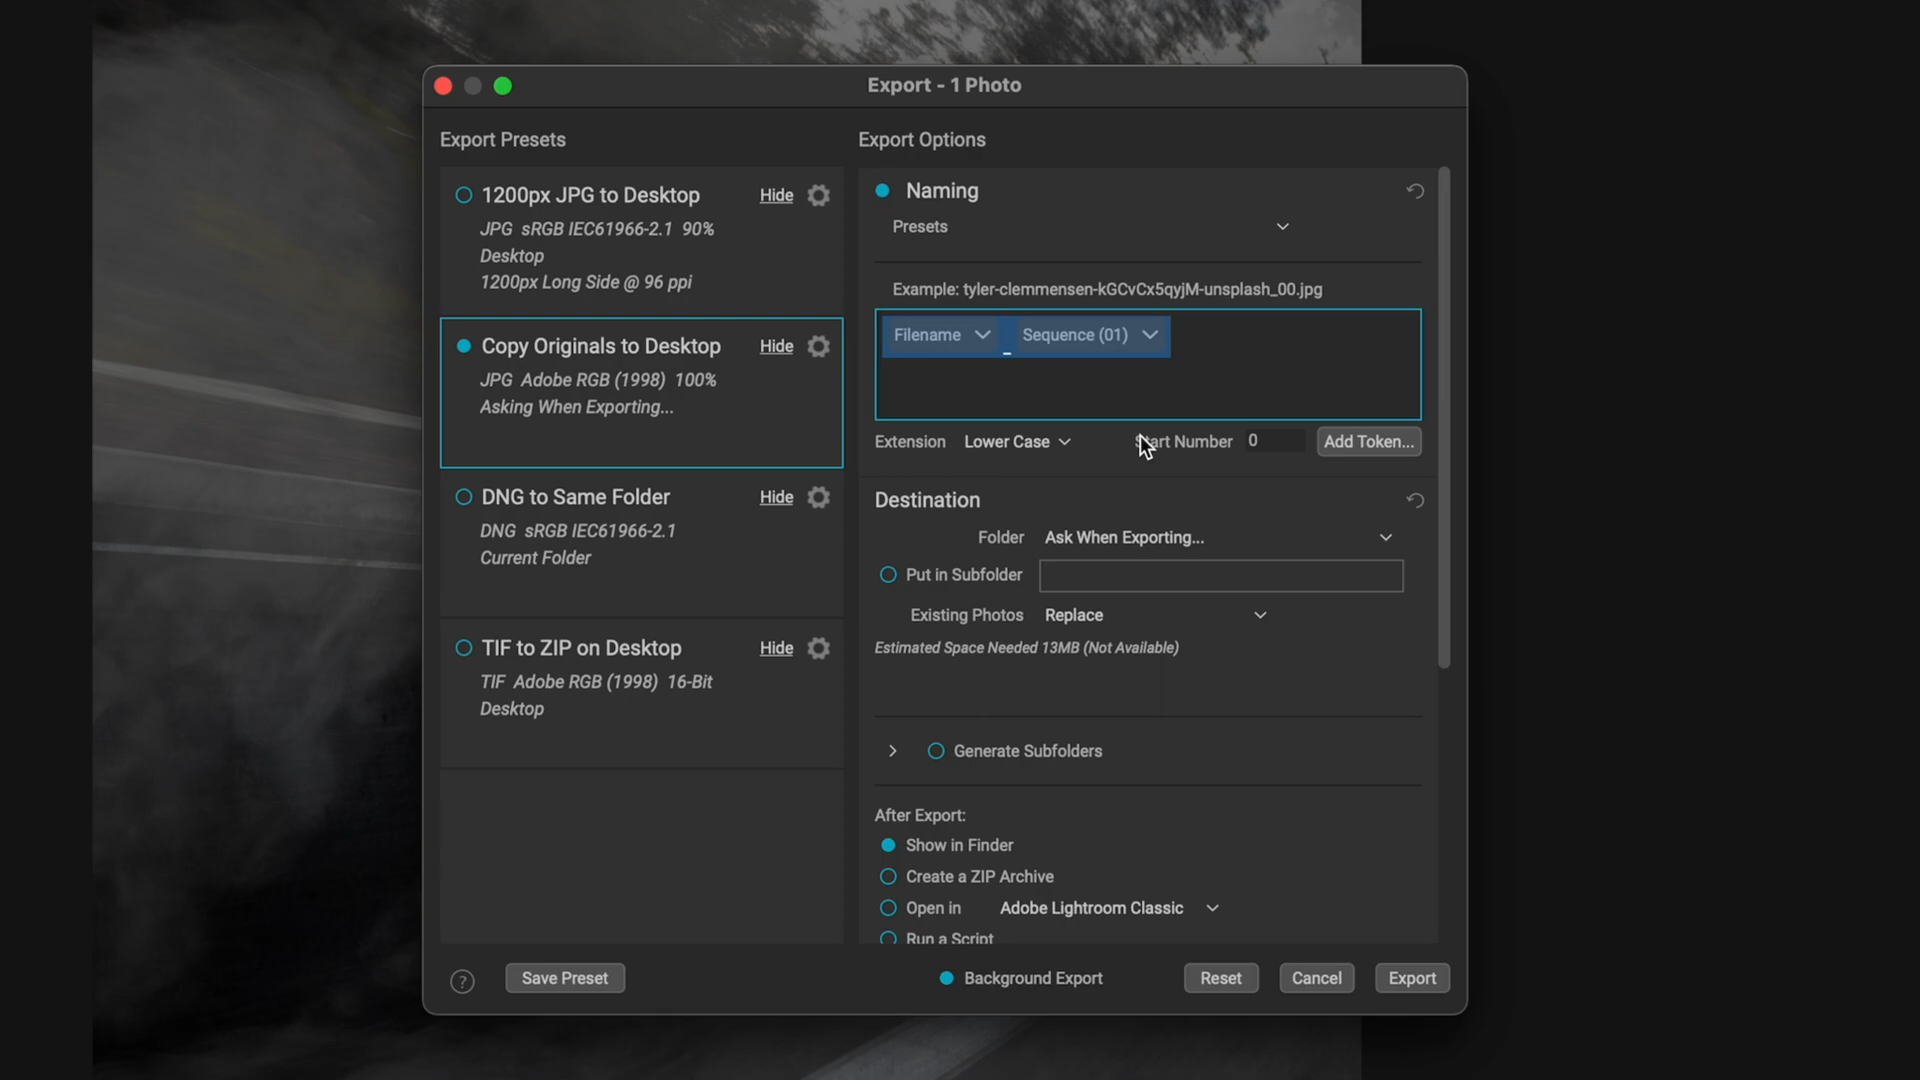 Export - 1 Photo
Export Presets
Export Options
1200px JPG to Desktop
Hide
JPG sRGB IEC61966-2.1 90%
Desktop
1200px Long Side @ 96 ppi
Copy Originals to Desktop
Hide
JPG Adobe RGB (1998) 100%
Asking When Exporting...
DNG to Same Folder
Hide
DNG sRGB IEC61966-2.1
Current Folder
TIF to ZIP on Desktop
Hide
TIF Adobe RGB (1998) 16-Bit
Desktop
Naming
Presets
Example: tyler-clemmensen-kGCvCx5qyjM-unsplash_00.jpg
Filename _ Sequence (01)
Extension Lower Case Start Number 0 Add Token...
Destination
Folder Ask When Exporting...
Put in Subfolder
Existing Photos Replace
Estimated Space Needed 13MB (Not Available)
Generate Subfolders
After Export:
Show in Finder
Create a ZIP Archive
Open in Adobe Lightroom Classic
Run a Script
? Save Preset Background Export Reset Cancel Export